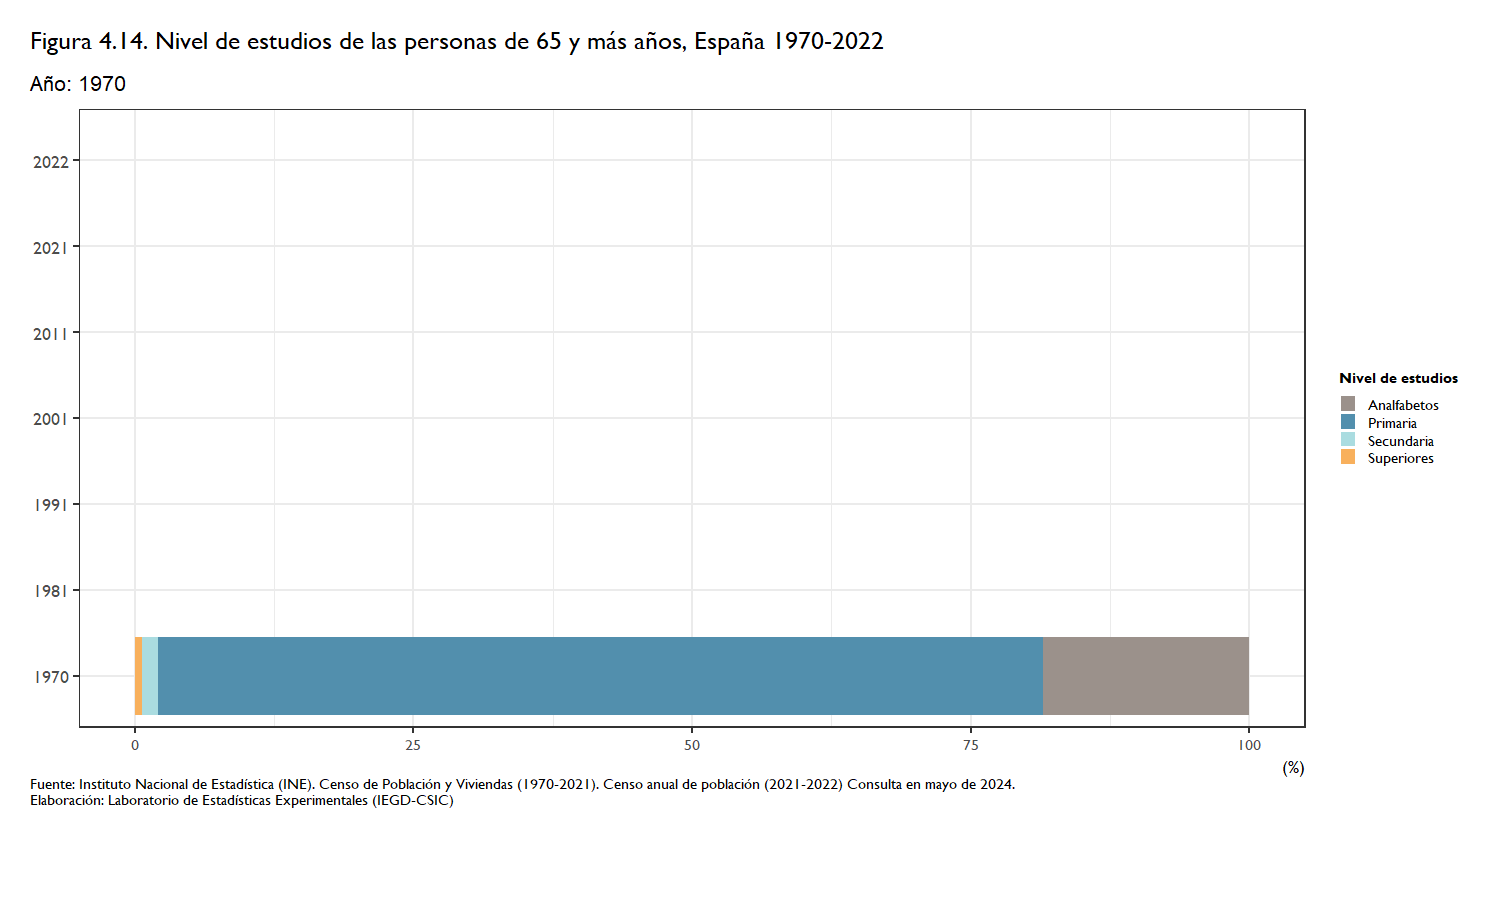 Figura 4.14. Nivel de estudios de las personas de 65 y más años, España 1970-2022
Año: 1970
2022
2021
2011
2001
1991
1981
1970
0 25 50 75 100
(%)
Nivel de estudios
Analfabetos
Primaria
Secundaria
Superiores
Fuente: Instituto Nacional de Estadística (INE). Censo de Población y Viviendas (1970-2021). Censo anual de población (2021-2022) Consulta en mayo de 2024.
Elaboración: Laboratorio de Estadísticas Experimentales (IEGD-CSIC)